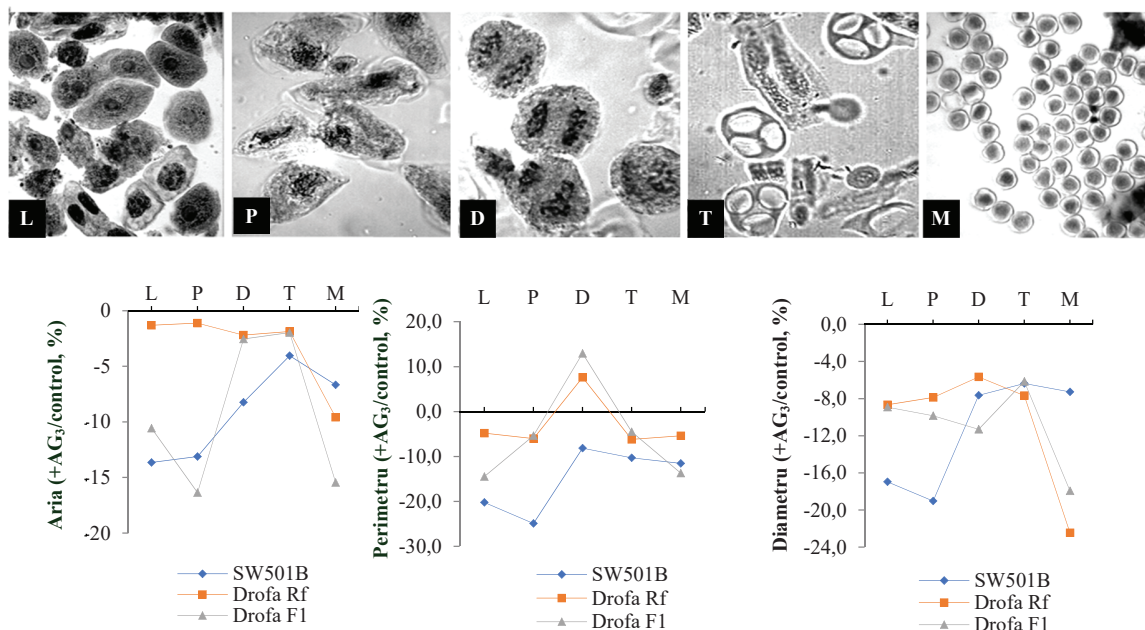 L P D T M
L P D T M
0
-5
-10
-15
-20
Aria (+AG₃/control, %)
SW501B
Drofa Rf
Drofa F1
L P D T M
20,0
10,0
0,0
-10,0
-20,0
-30,0
Perimetru (+AG₃/control, %)
SW501B
Drofa Rf
Drofa F1
L P D T M
0,0
-4,0
-8,0
-12,0
-16,0
-20,0
-24,0
Diametru (+AG₃/control, %)
SW501B
Drofa Rf
Drofa F1